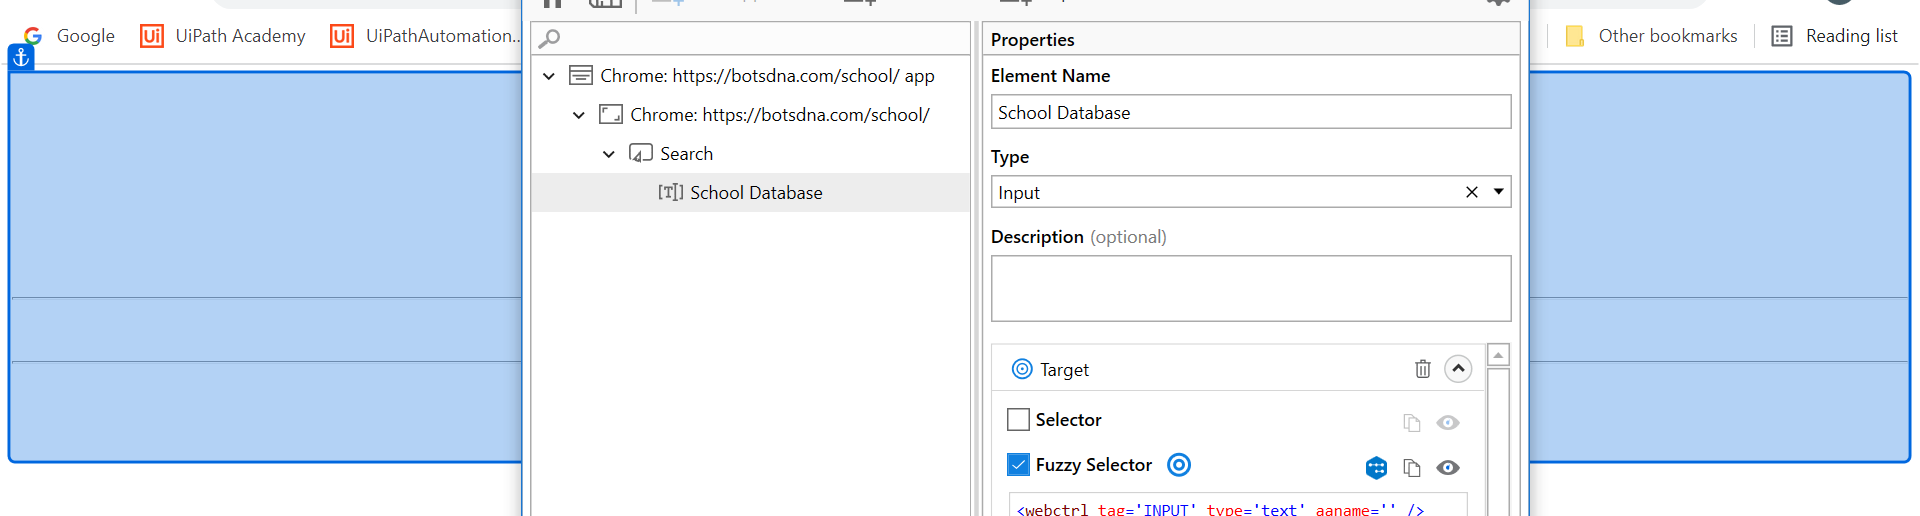 Google
Ui UiPath Academy
Ui UiPathAutomation...
Other bookmarks
Reading list
Chrome: https://botsdna.com/school/ app
Chrome: https://botsdna.com/school/
Search
School Database
Properties
Element Name
School Database
Type
Input
Description (optional)
Target
Selector
Fuzzy Selector
<webctrl tag='INPUT' type='text' aaname='' />